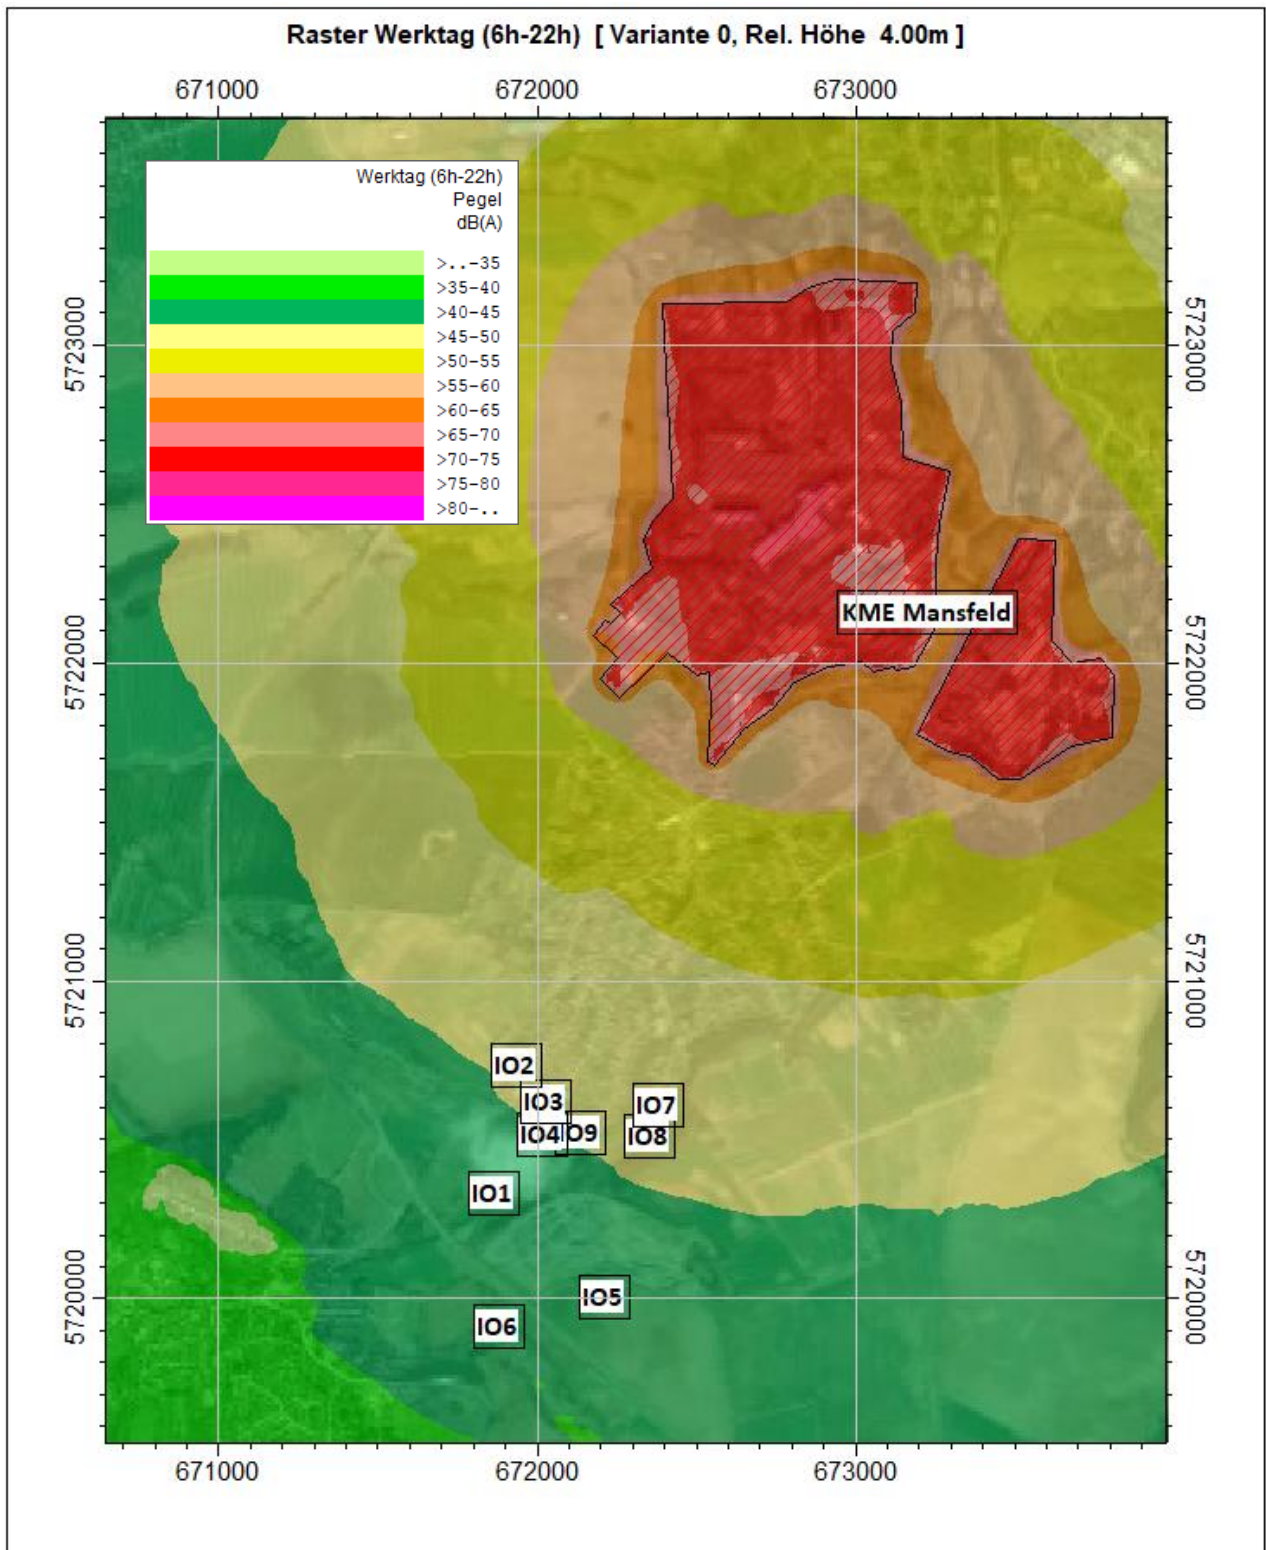 Raster Werktag (6h-22h) [ Variante 0, Rel. Höhe 4.00m ]
671000 672000 673000
Werktag (6h-22h)
Pegel
dB(A)
>..-35
>35-40
>40-45
>45-50
>50-55
>55-60
>60-65
>65-70
>70-75
>75-80
>80-..
5723000 5723000
KME Mansfeld
5722000 5722000
5721000 5721000
IO2
IO3 IO7
IO4 IO9 IO8
IO1
5720000 IO5 5720000
IO6
671000 672000 673000